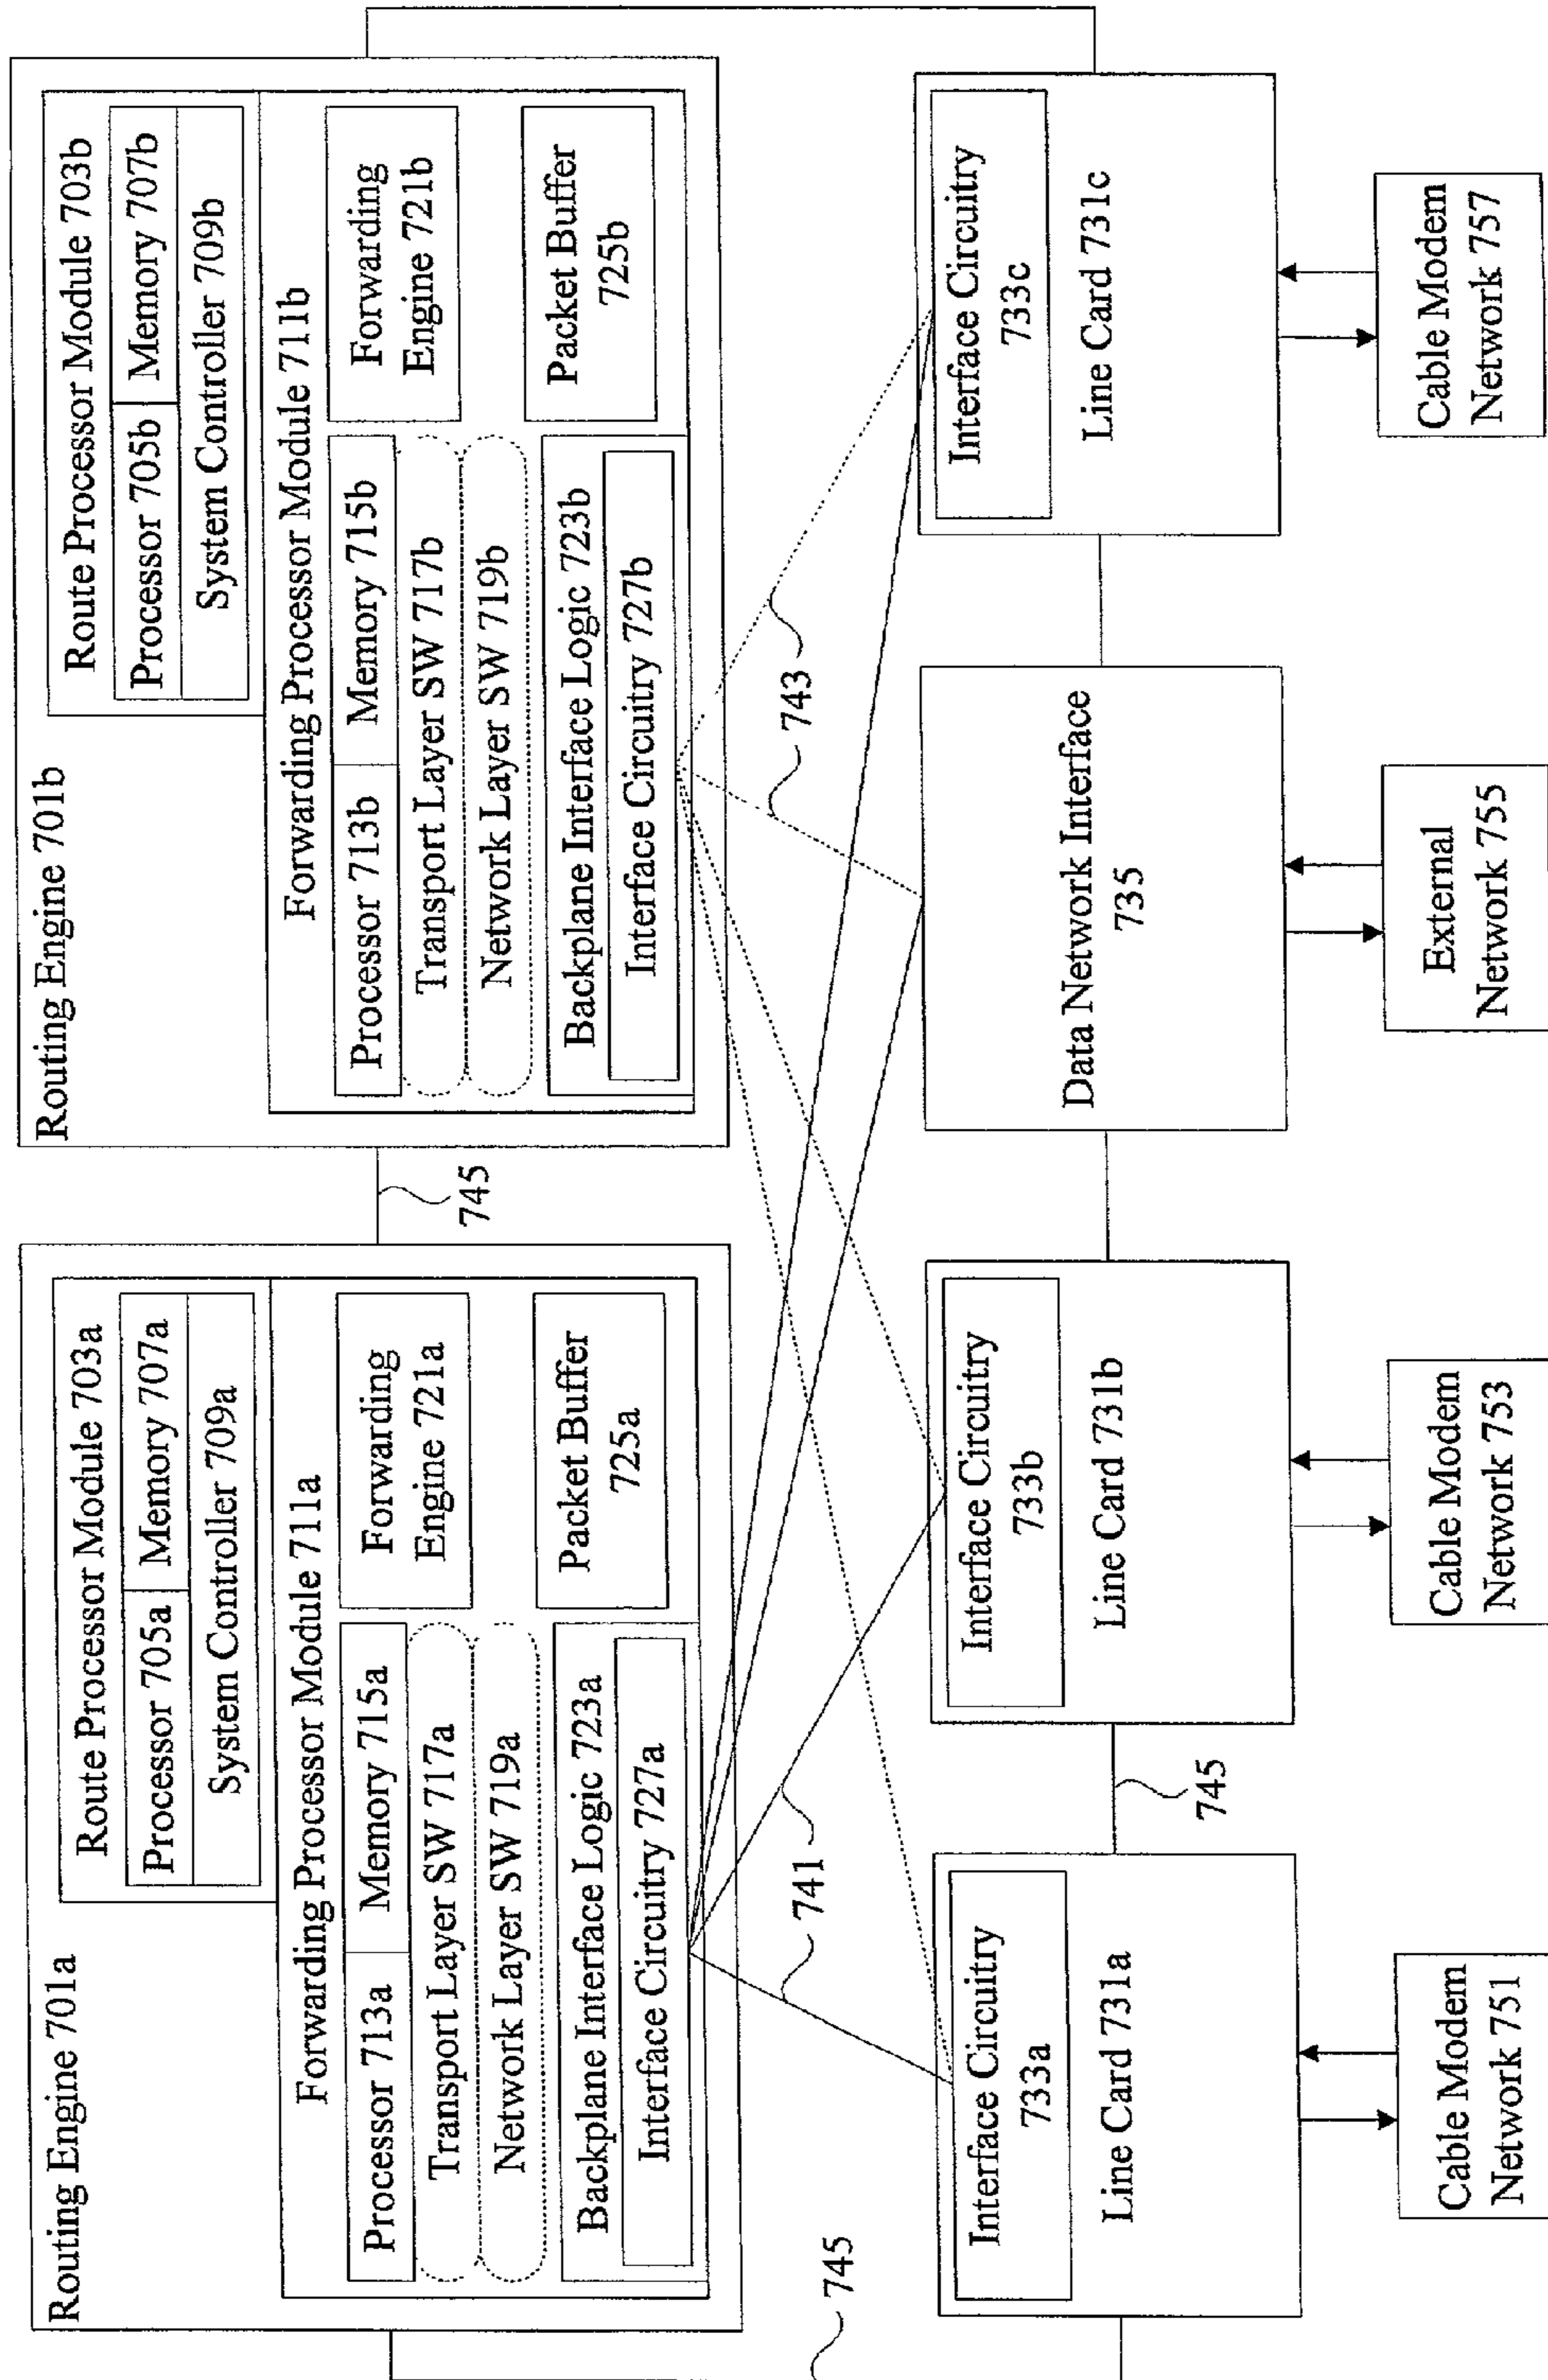 Routing Engine 701a
Route Processor Module 703a
Processor 705a
Memory 707a
System Controller 709a
Forwarding Processor Module 711a
Processor 713a
Memory 715a
Transport Layer SW 717a
Network Layer SW 719a
Forwarding
Engine 721a
Backplane Interface Logic 723a
Interface Circuitry 727a
Packet Buffer
725a
745
Routing Engine 701b
Route Processor Module 703b
Processor 705b
Memory 707b
System Controller 709b
Forwarding Processor Module 711b
Processor 713b
Memory 715b
Transport Layer SW 717b
Network Layer SW 719b
Forwarding
Engine 721b
Backplane Interface Logic 723b
Interface Circuitry 727b
Packet Buffer
725b
745
741
743
Interface Circuitry
733a
Line Card 731a
745
Interface Circuitry
733b
Line Card 731b
Data Network Interface
735
Interface Circuitry
733c
Line Card 731c
Cable Modem
Network 751
Cable Modem
Network 753
External
Network 755
Cable Modem
Network 757